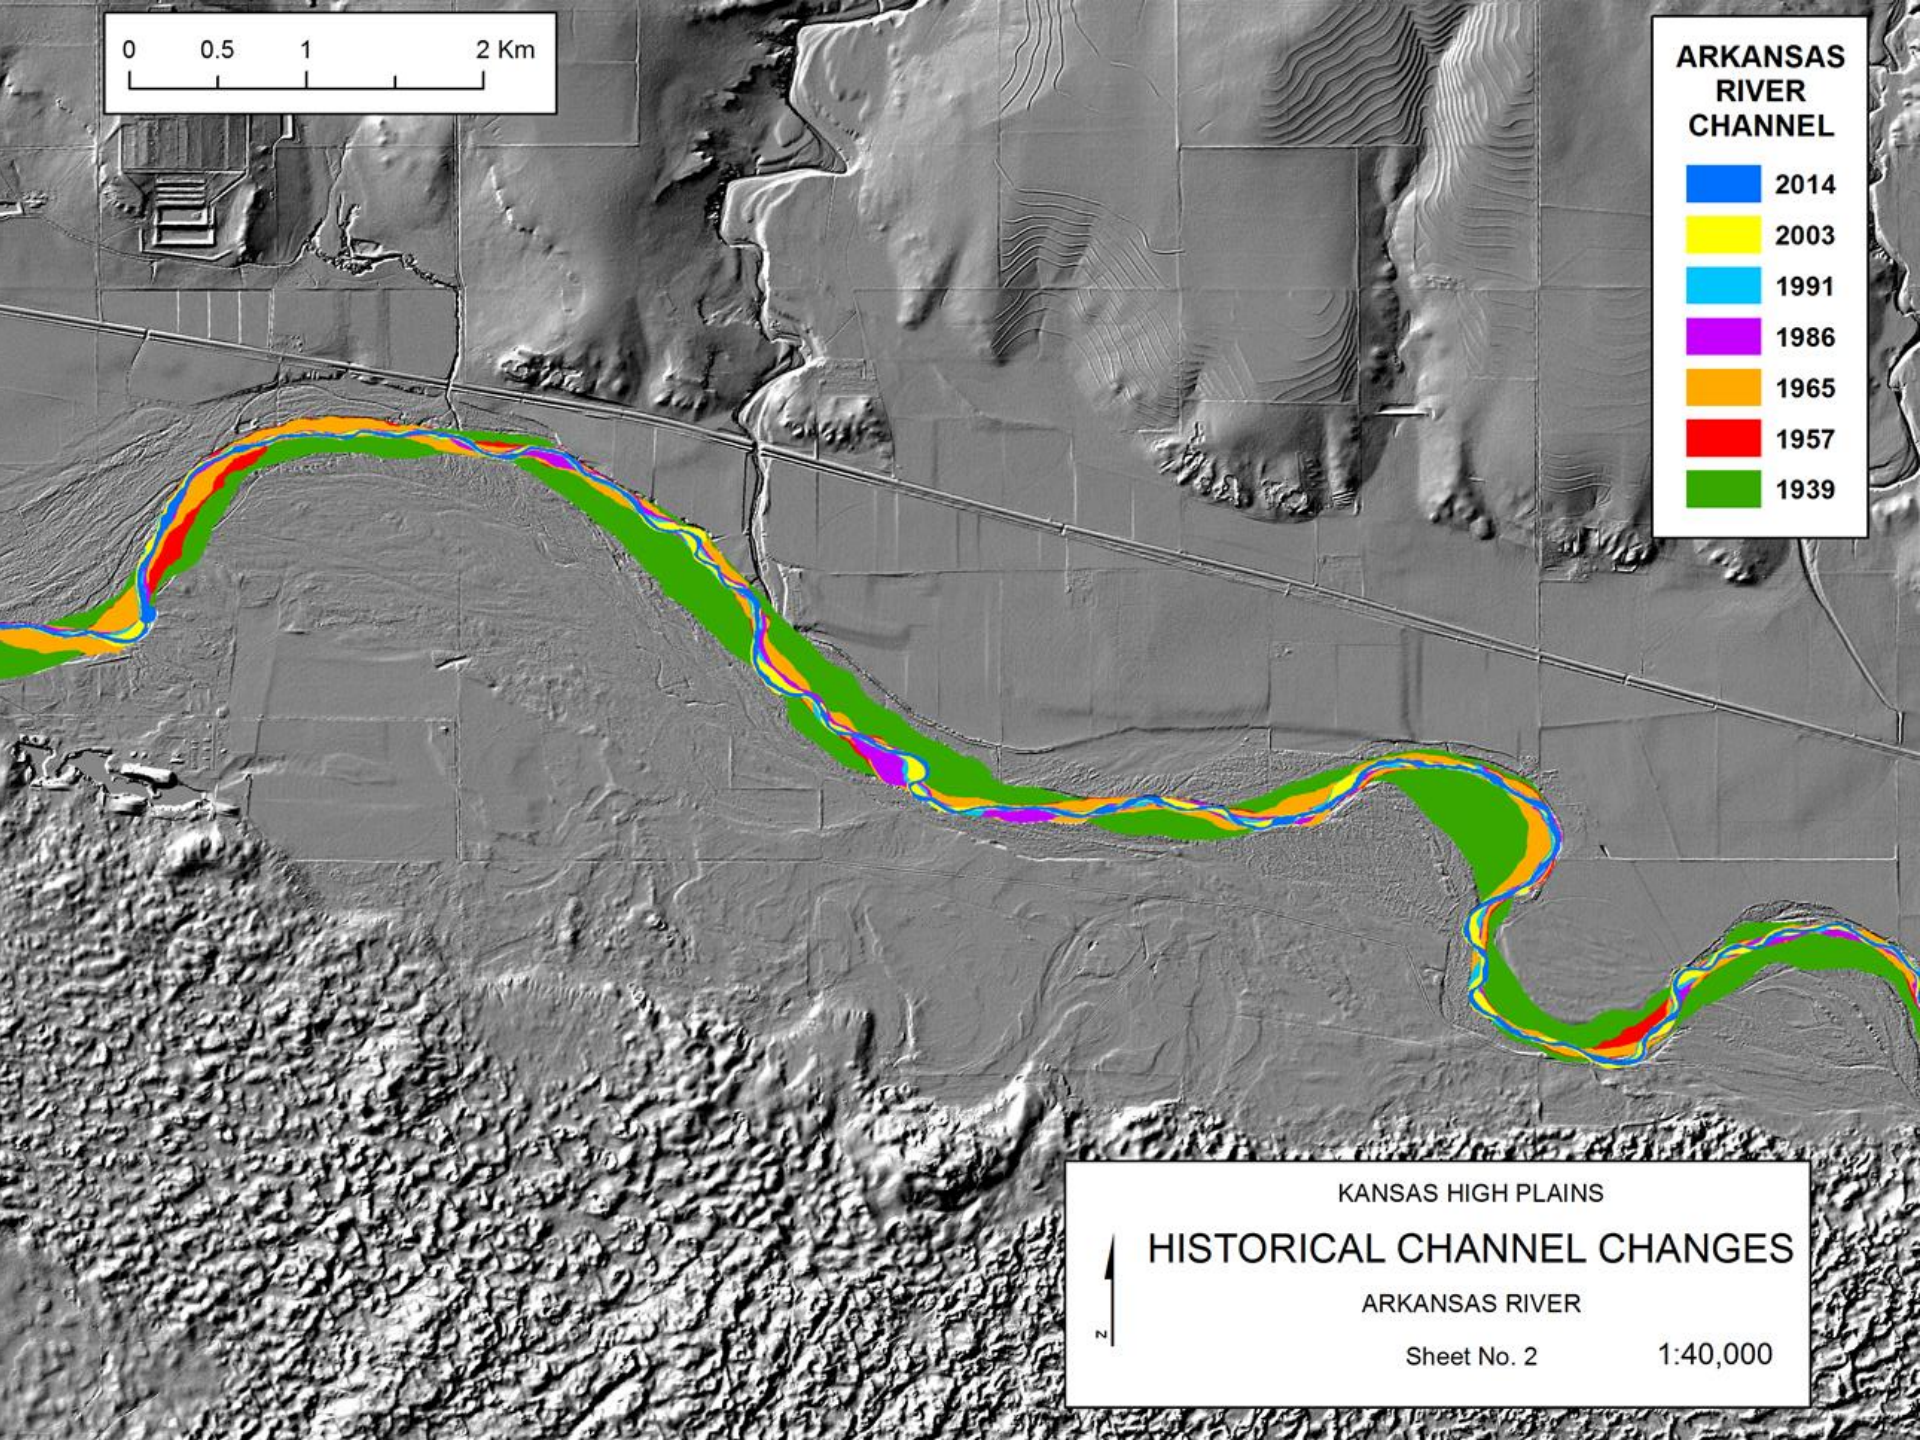 0 0.5 1 2 Km
ARKANSAS
RIVER
CHANNEL
2014
2003
1991
1986
1965
1957
1939
KANSAS HIGH PLAINS
HISTORICAL CHANNEL CHANGES
ARKANSAS RIVER
N
Sheet No. 2 1:40,000